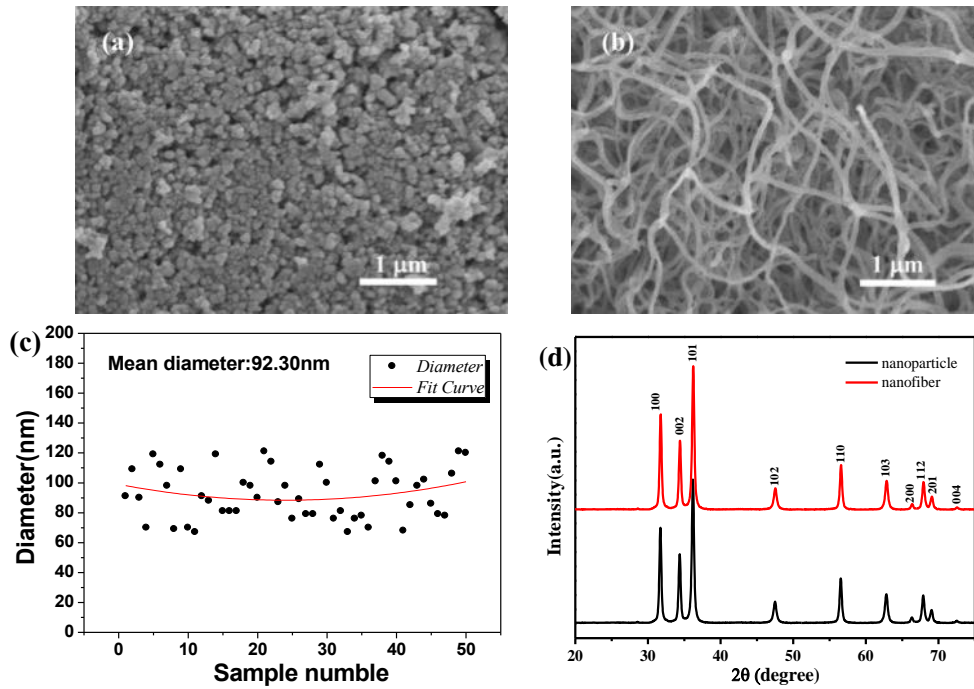 (a)
1 μm
(b)
1 μm
(c)
Mean diameter:92.30nm
Diameter
Fit Curve
200
180
160
140
120
100
80
60
40
20
0
Diameter(nm)
0 10 20 30 40 50
Sample numble
(d)
nanoparticle
nanofiber
100
002
101
102
110
103
200
112
201
004
Intensity(a.u.)
20 30 40 50 60 70
2θ (degree)